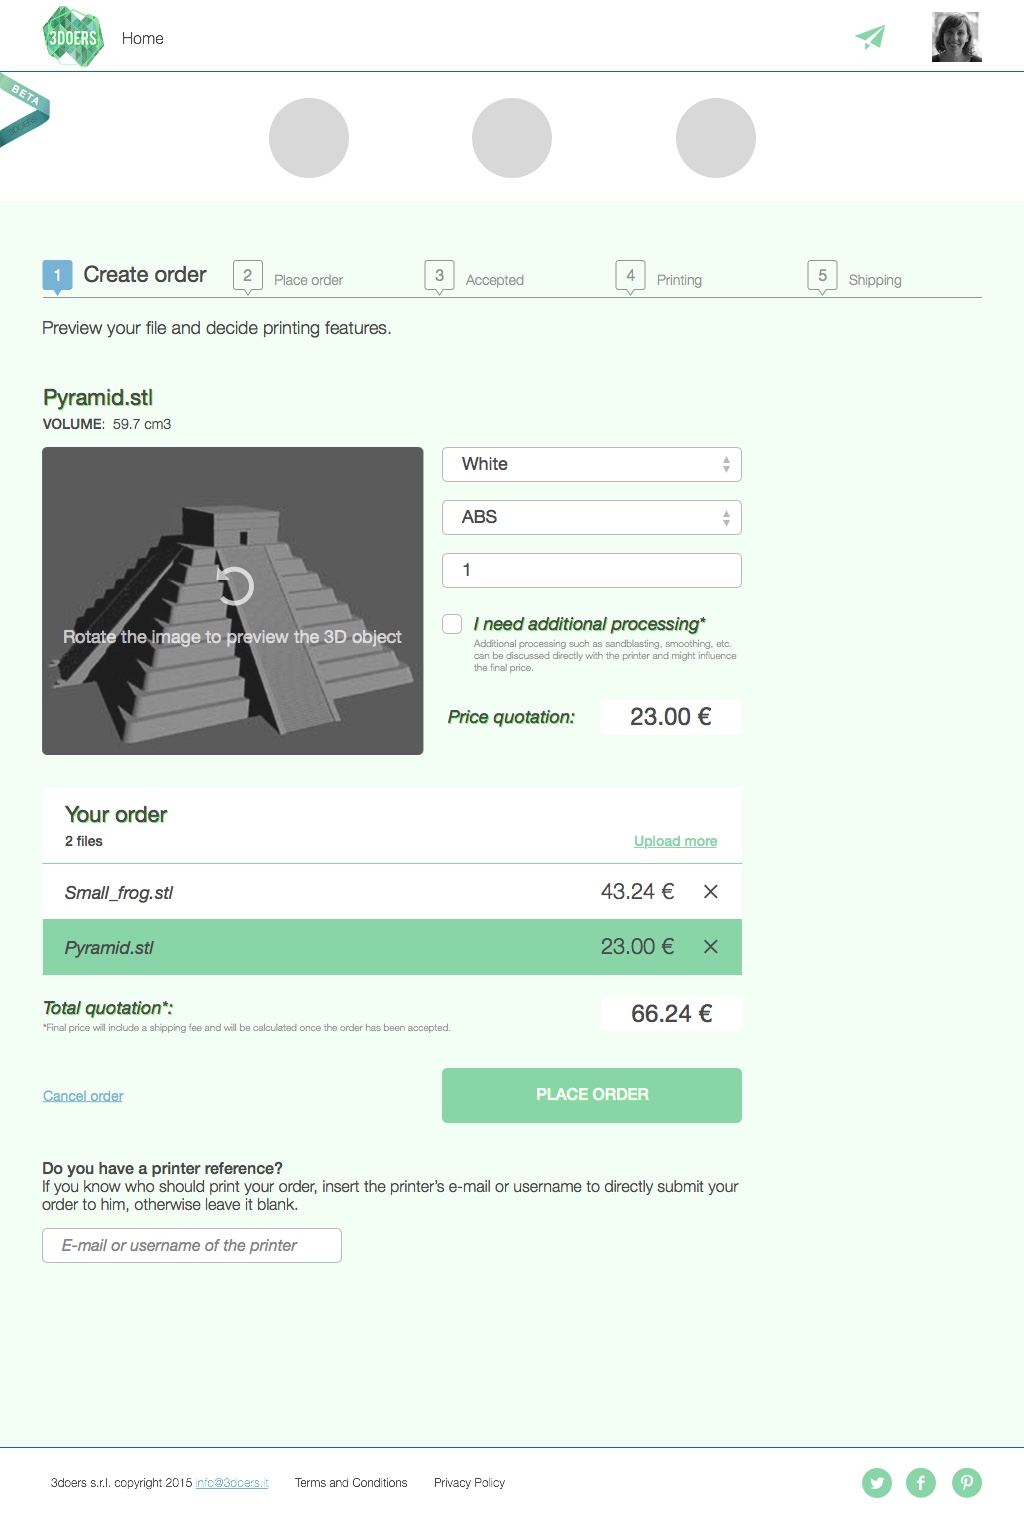 3DOERS
Home
BETA
3DOERS
1 Create order
2 Place order
3 Accepted
4 Printing
5 Shipping
Preview your file and decide printing features.
Pyramid.stl
VOLUME: 59.7 cm3
Rotate the image to preview the 3D object
White
ABS
1
I need additional processing*
Additional processing such as sandblasting, smoothing, etc.
can be discussed directly with the printer and might influence
the final price.
Price quotation: 23.00 €
Your order
2 files
Upload more
Small_frog.stl 43.24 €
Pyramid.stl 23.00 €
Total quotation*: 66.24 €
*Final price will include a shipping fee and will be calculated once the order has been accepted.
Cancel order
PLACE ORDER
Do you have a printer reference?
If you know who should print your order, insert the printer's e-mail or username to directly submit your
order to him, otherwise leave it blank.
E-mail or username of the printer
3doers s.r.l. copyright 2015 info@3doers.it Terms and Conditions Privacy Policy